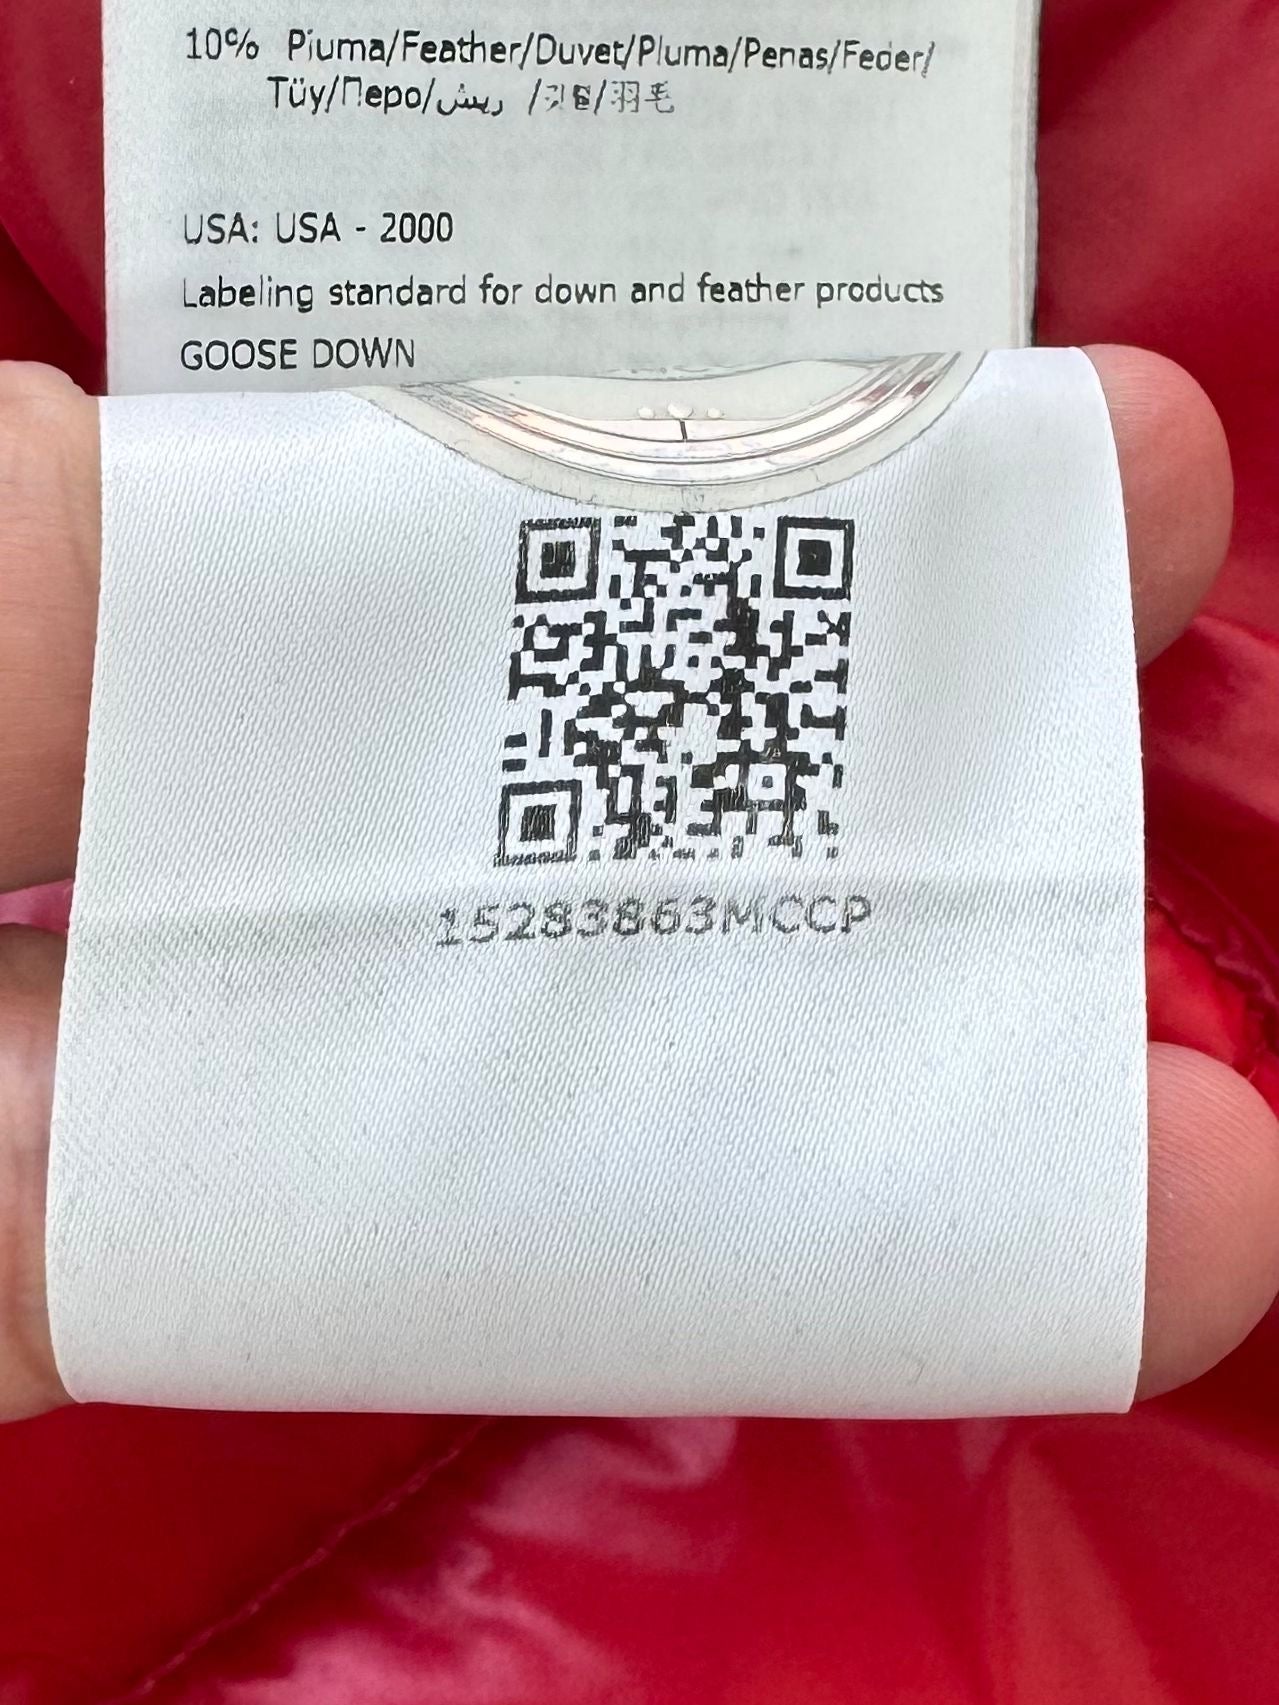 10% Piuma/Feather/Duvet/Pluma/Penas/Feder/
Tüy/Перо/ريش /깃털/羽毛
USA: USA - 2000
Labeling standard for down and feather products
GOOSE DOWN
15283863MCCP